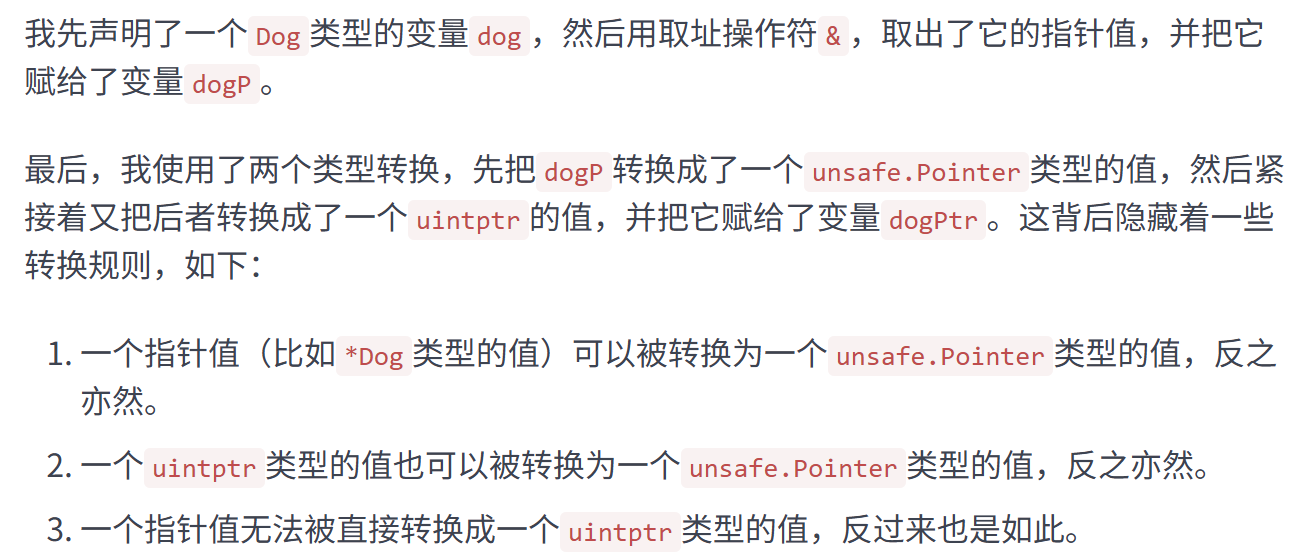 我先声明了一个Dog类型的变量dog，然后用取址操作符&，取出了它的指针值，并把它
赋给了变量dogP。
最后，我使用了两个类型转换，先把dogP转换成了一个unsafe.Pointer类型的值，然后紧
接着又把后者转换成了一个uintptr的值，并把它赋给了变量dogPtr。这背后隐藏着一些
转换规则，如下：
1. 一个指针值（比如*Dog类型的值）可以被转换为一个unsafe.Pointer类型的值，反之
亦然。
2. 一个uintptr类型的值也可以被转换为一个unsafe.Pointer类型的值，反之亦然。
3. 一个指针值无法被直接转换成一个uintptr类型的值，反过来也是如此。